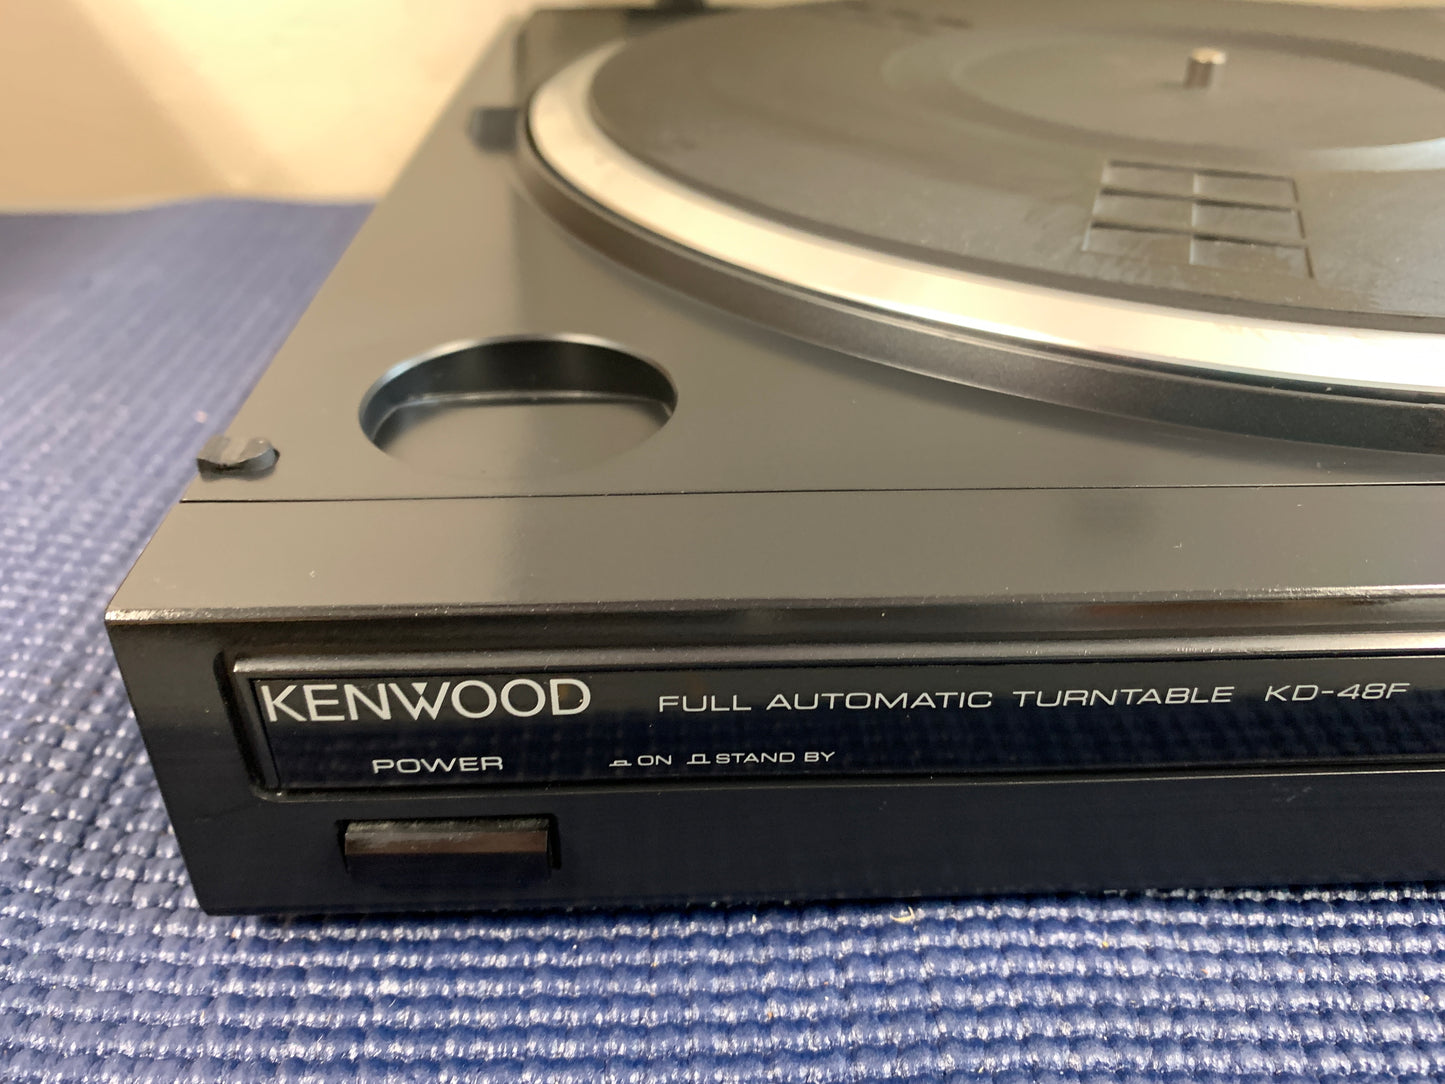 KENWOOD FULL AUTOMATIC TURNTABLE KD-48F
POWER ON STAND BY